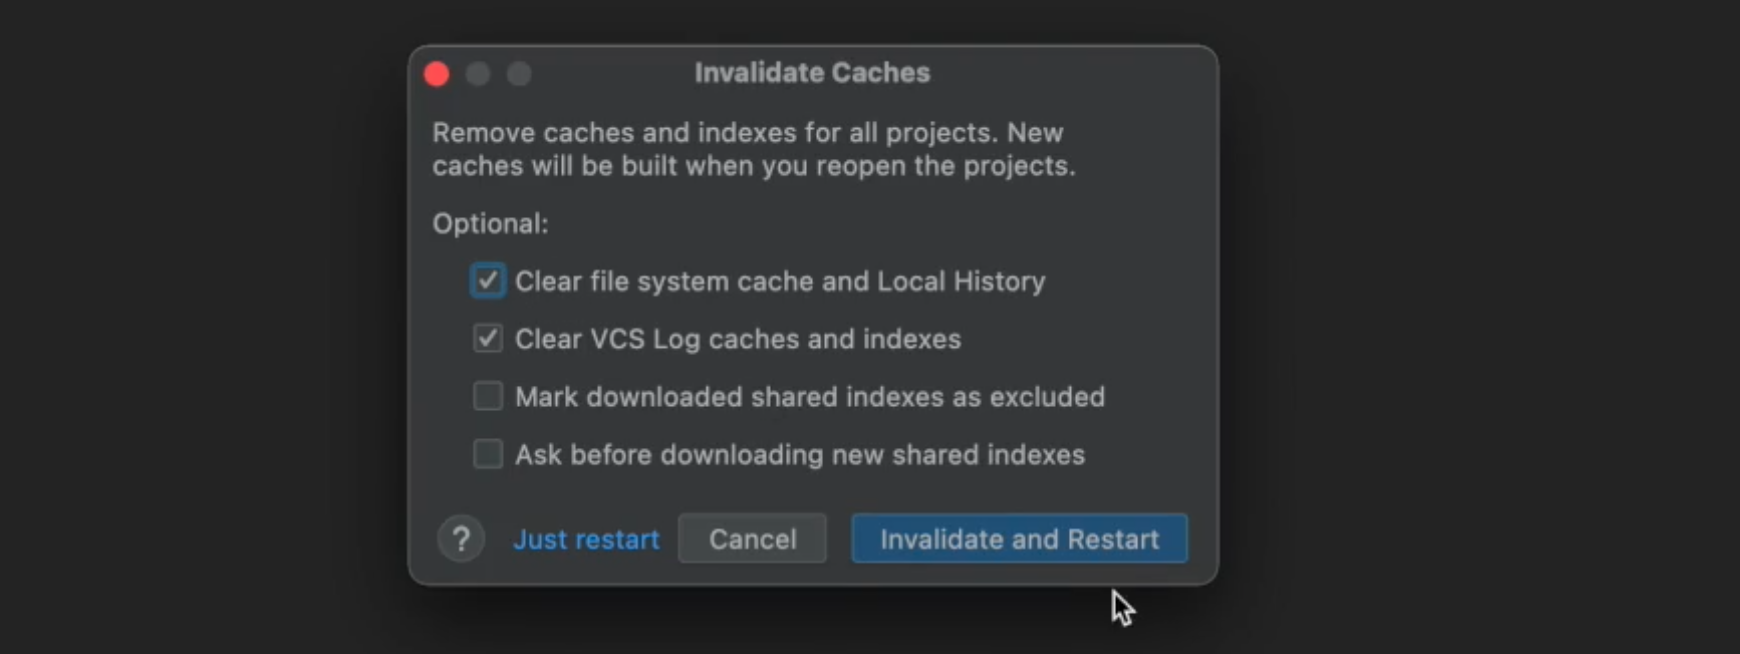 Invalidate Caches
Remove caches and indexes for all projects. New
caches will be built when you reopen the projects.
Optional:
Clear file system cache and Local History
Clear VCS Log caches and indexes
Mark downloaded shared indexes as excluded
Ask before downloading new shared indexes
? Just restart Cancel Invalidate and Restart